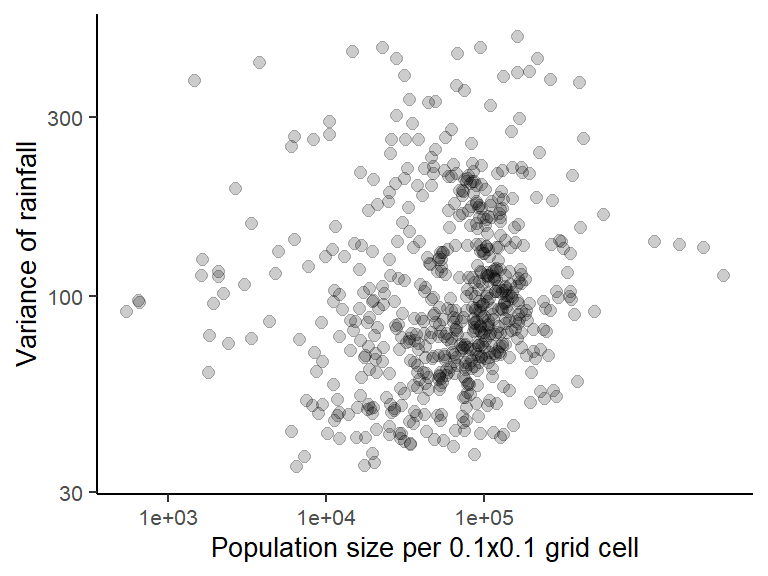 Variance of rainfall
300
100
30
1e+03 1e+04 1e+05
Population size per 0.1x0.1 grid cell